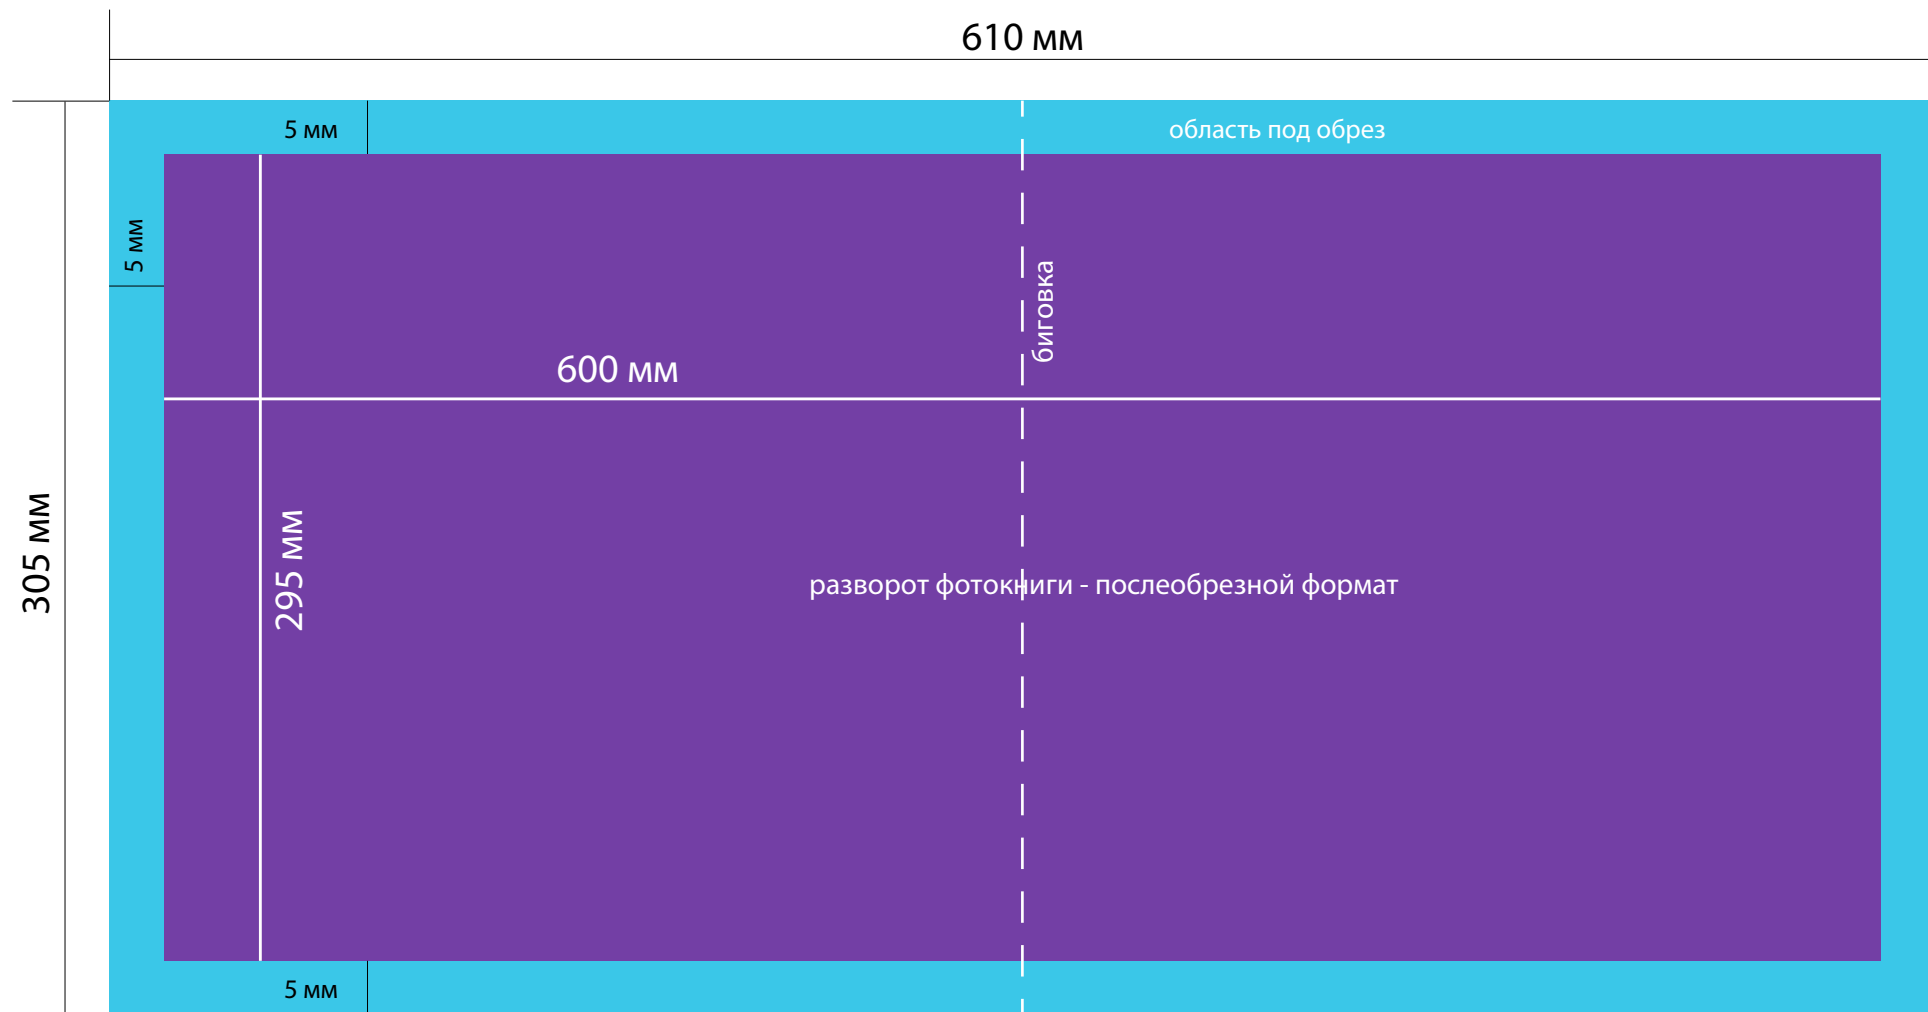 610 мм
5 мм
область под обрез
5 мм
биговка
600 мм
305 мм
295 мм
разворот фотокниги - послеобрезной формат
5 мм